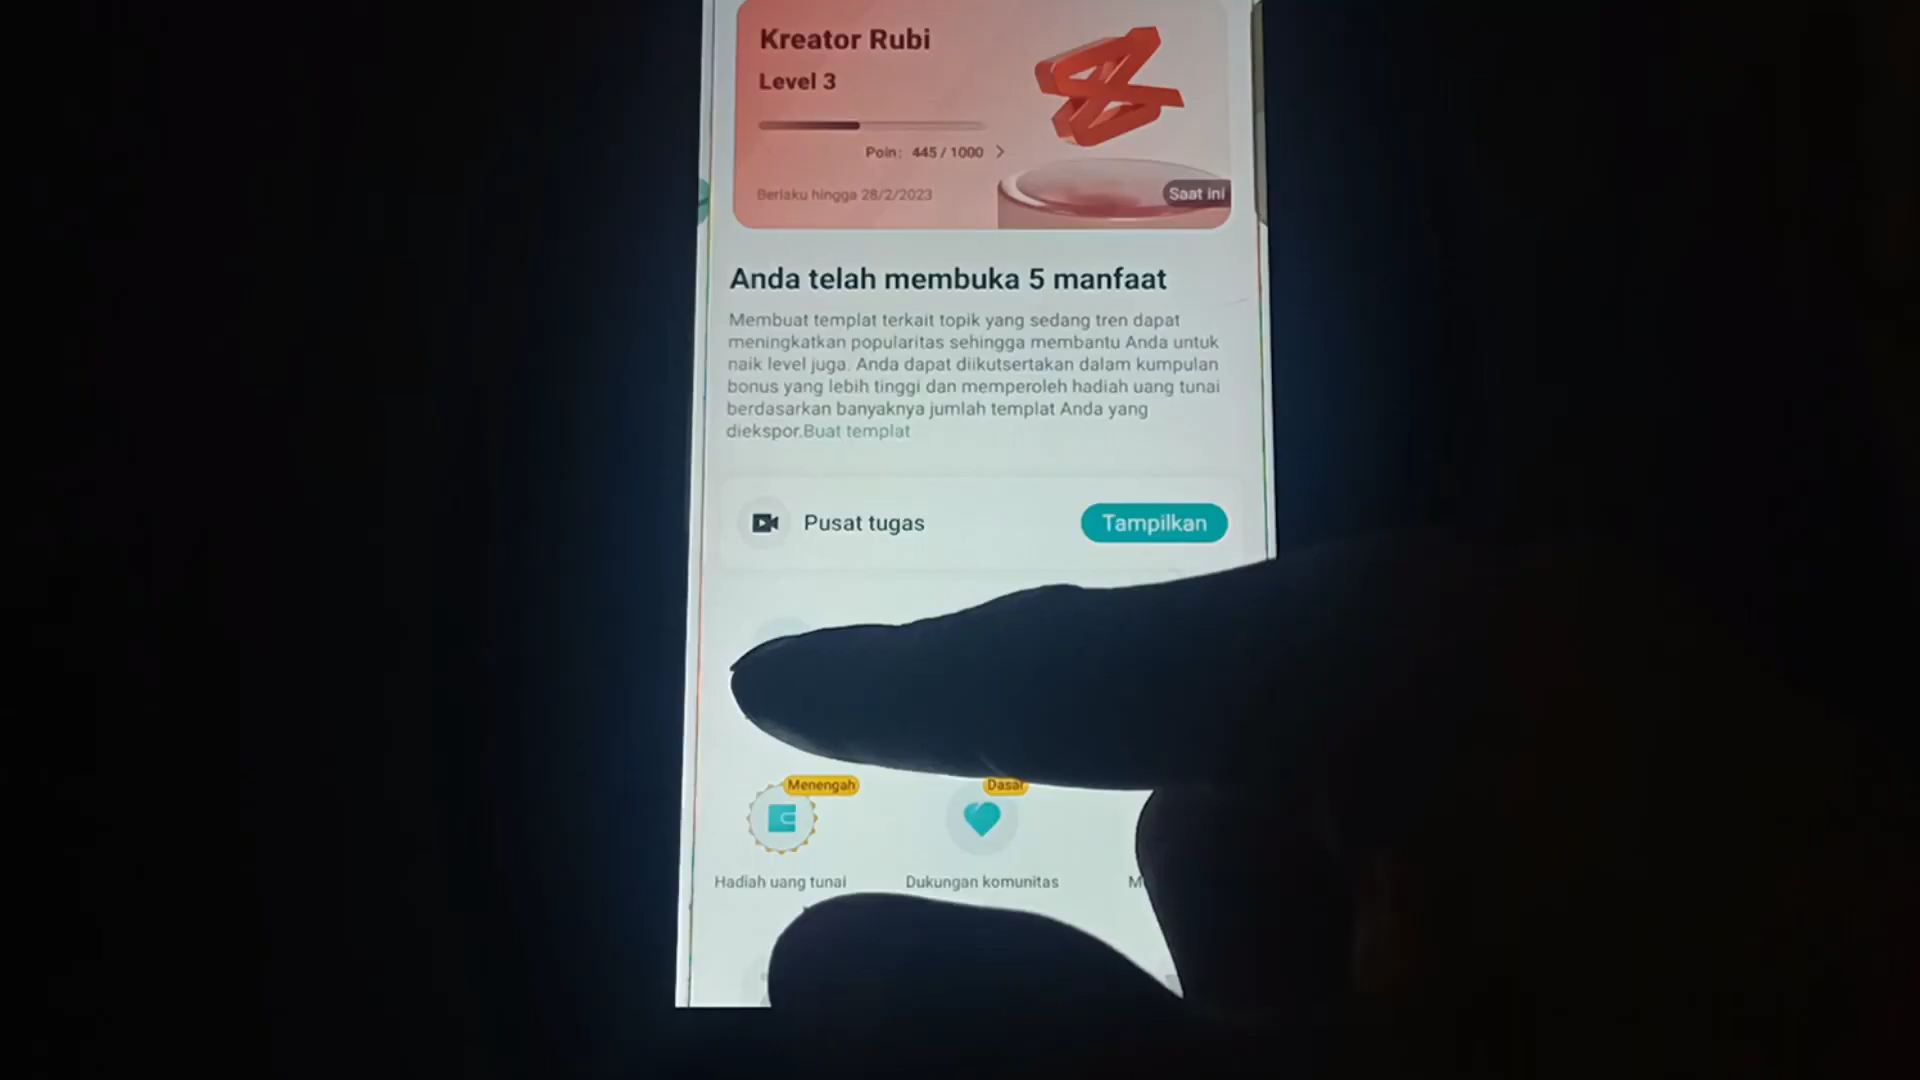 Kreator Rubi
Level 3
Poin: 445 / 1000
Berlaku hingga 28/2/2023
Saat ini
Anda telah membuka 5 manfaat
Membuat templat terkait topik yang sedang tren dapat
meningkatkan popularitas sehingga membantu Anda untuk
naik level juga. Anda dapat diikutsertakan dalam kumpulan
bonus yang lebih tinggi dan memperoleh hadiah uang tunai
berdasarkan banyaknya jumlah templat Anda yang
diekspor.Buat templat
Pusat tugas
Tampilkan
Menengah
Dasar
Hadiah uang tunai
Dukungan komunitas